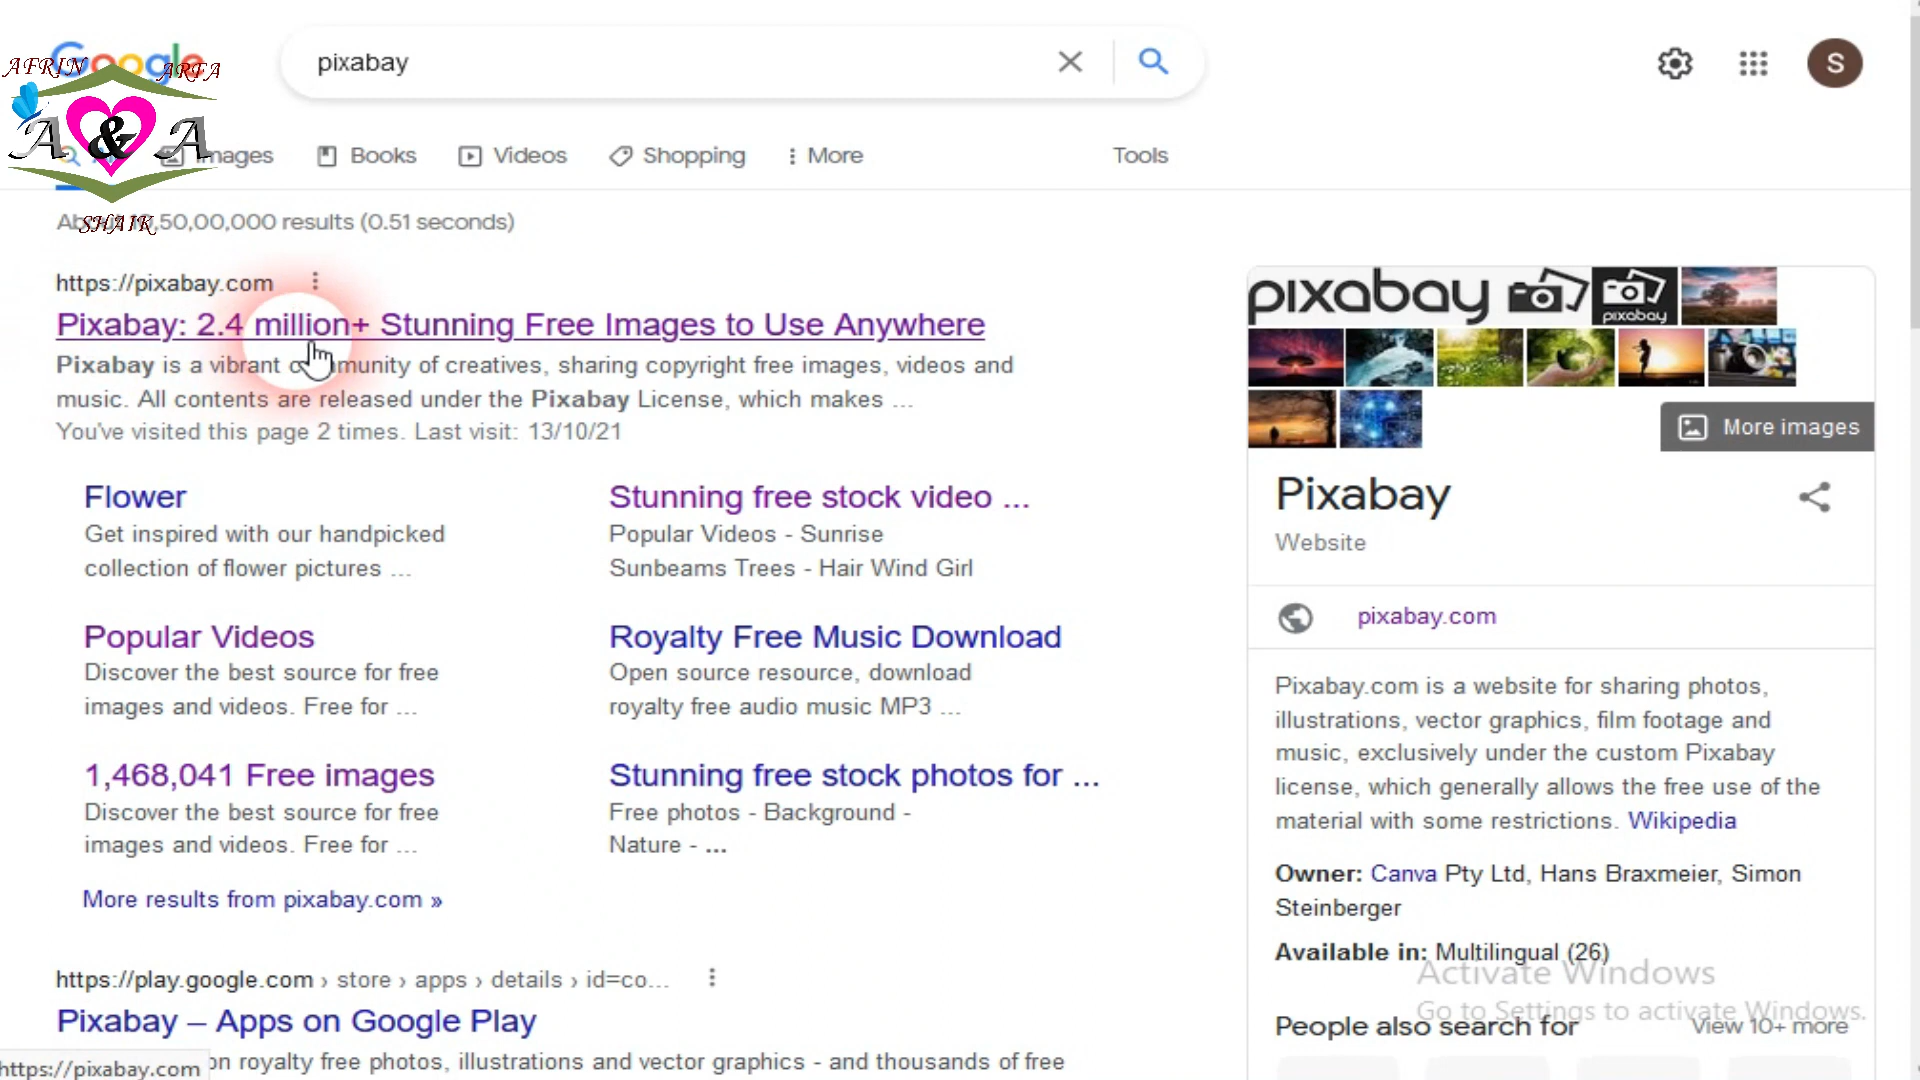 Google
AFRIN
ARFA
A & A
SHAIK
pixabay
S
Images
Books
Videos
Shopping
More
Tools
,50,00,000 results (0.51 seconds)
https://pixabay.com
Pixabay: 2.4 million+ Stunning Free Images to Use Anywhere
Pixabay is a vibrant community of creatives, sharing copyright free images, videos and
music. All contents are released under the Pixabay License, which makes ...
You've visited this page 2 times. Last visit: 13/10/21
Flower
Get inspired with our handpicked
collection of flower pictures ...
Stunning free stock video ...
Popular Videos - Sunrise
Sunbeams Trees - Hair Wind Girl
Popular Videos
Discover the best source for free
images and videos. Free for ...
Royalty Free Music Download
Open source resource, download
royalty free audio music MP3 ...
1,468,041 Free images
Discover the best source for free
images and videos. Free for ...
Stunning free stock photos for ...
Free photos - Background -
Nature - ...
More results from pixabay.com »
https://play.google.com › store › apps › details › id=co...
Pixabay – Apps on Google Play
on royalty free photos, illustrations and vector graphics - and thousands of free
https://pixabay.com
pixabay
pixabay
More images
Pixabay
Website
pixabay.com
Pixabay.com is a website for sharing photos,
illustrations, vector graphics, film footage and
music, exclusively under the custom Pixabay
license, which generally allows the free use of the
material with some restrictions. Wikipedia
Owner: Canva Pty Ltd, Hans Braxmeier, Simon
Steinberger
Available in: Multilingual (26)
Activate Windows
Go to Settings to activate Windows.
People also search for
View 10+ more